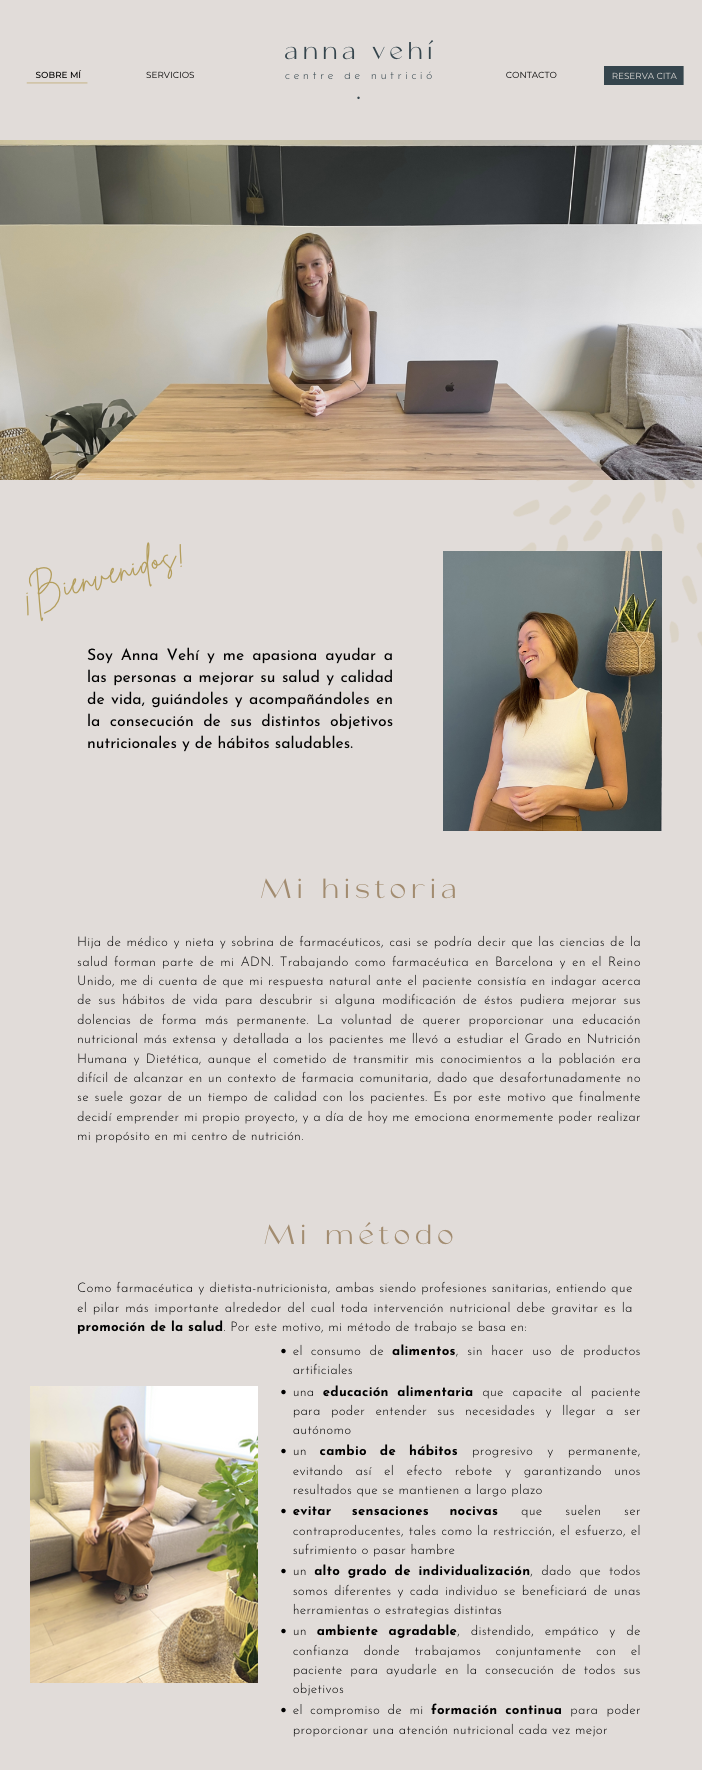 anna vehí
centre de nutrició
SOBRE MÍ
SERVICIOS
CONTACTO
RESERVA CITA
¡Bienvenidos!
Soy Anna Vehí y me apasiona ayudar a
las personas a mejorar su salud y calidad
de vida, guiándoles y acompañándoles en
la consecución de sus distintos objetivos
nutricionales y de hábitos saludables.
Mi historia
Hija de médico y nieta y sobrina de farmacéuticos, casi se podría decir que las ciencias de la
salud forman parte de mi ADN. Trabajando como farmacéutica en Barcelona y en el Reino
Unido, me di cuenta de que mi respuesta natural ante el paciente consistía en indagar acerca
de sus hábitos de vida para descubrir si alguna modificación de éstos pudiera mejorar sus
dolencias de forma más permanente. La voluntad de querer proporcionar una educación
nutricional más extensa y detallada a los pacientes me llevó a estudiar el Grado en Nutrición
Humana y Dietética, aunque el cometido de transmitir mis conocimientos a la población era
difícil de alcanzar en un contexto de farmacia comunitaria, dado que desafortunadamente no
se suele gozar de un tiempo de calidad con los pacientes. Es por este motivo que finalmente
decidí emprender mi propio proyecto, y a día de hoy me emociona enormemente poder realizar
mi propósito en mi centro de nutrición.
Mi método
Como farmacéutica y dietista-nutricionista, ambas siendo profesiones sanitarias, entiendo que
el pilar más importante alrededor del cual toda intervención nutricional debe gravitar es la
promoción de la salud. Por este motivo, mi método de trabajo se basa en:
• el consumo de alimentos, sin hacer uso de productos
artificiales
• una educación alimentaria que capacite al paciente
para poder entender sus necesidades y llegar a ser
autónomo
• un cambio de hábitos progresivo y permanente,
evitando así el efecto rebote y garantizando unos
resultados que se mantienen a largo plazo
• evitar sensaciones nocivas que suelen ser
contraproducentes, tales como la restricción, el esfuerzo, el
sufrimiento o pasar hambre
• un alto grado de individualización, dado que todos
somos diferentes y cada individuo se beneficiará de unas
herramientas o estrategias distintas
• un ambiente agradable, distendido, empático y de
confianza donde trabajamos conjuntamente con el
paciente para ayudarle en la consecución de todos sus
objetivos
• el compromiso de mi formación continua para poder
proporcionar una atención nutricional cada vez mejor